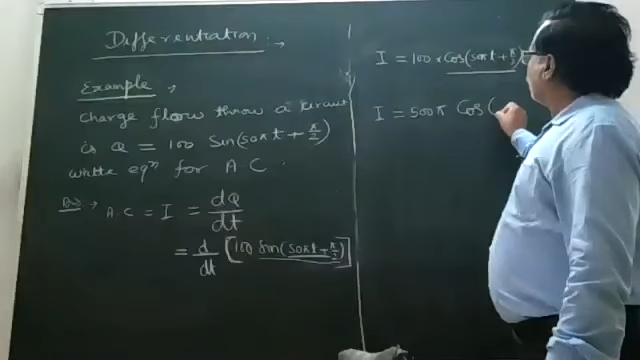 Differentiation
Example
charge flow throw a circuit
is Q = 100 Sin(50πt + π/2)
write eqⁿ for A C
A.C = I = dQ/dt
= d/dt [100 Sin(50πt + π/2)]
I = 100 × Cos(50πt + π/2)
I = 500π Cos(